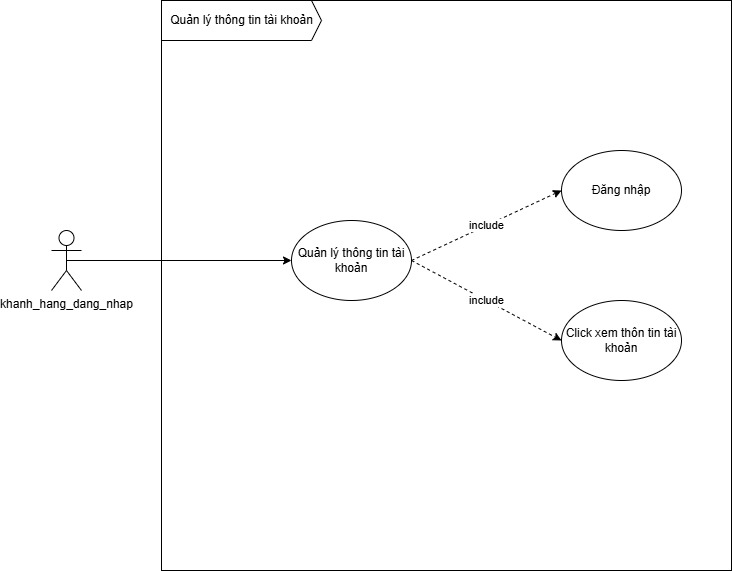 Quản lý thông tin tài khoản
Đăng nhập
include
Quản lý thông tin tài
khoản
include
khanh_hang_dang_nhap
Click xem thôn tin tài
khoản